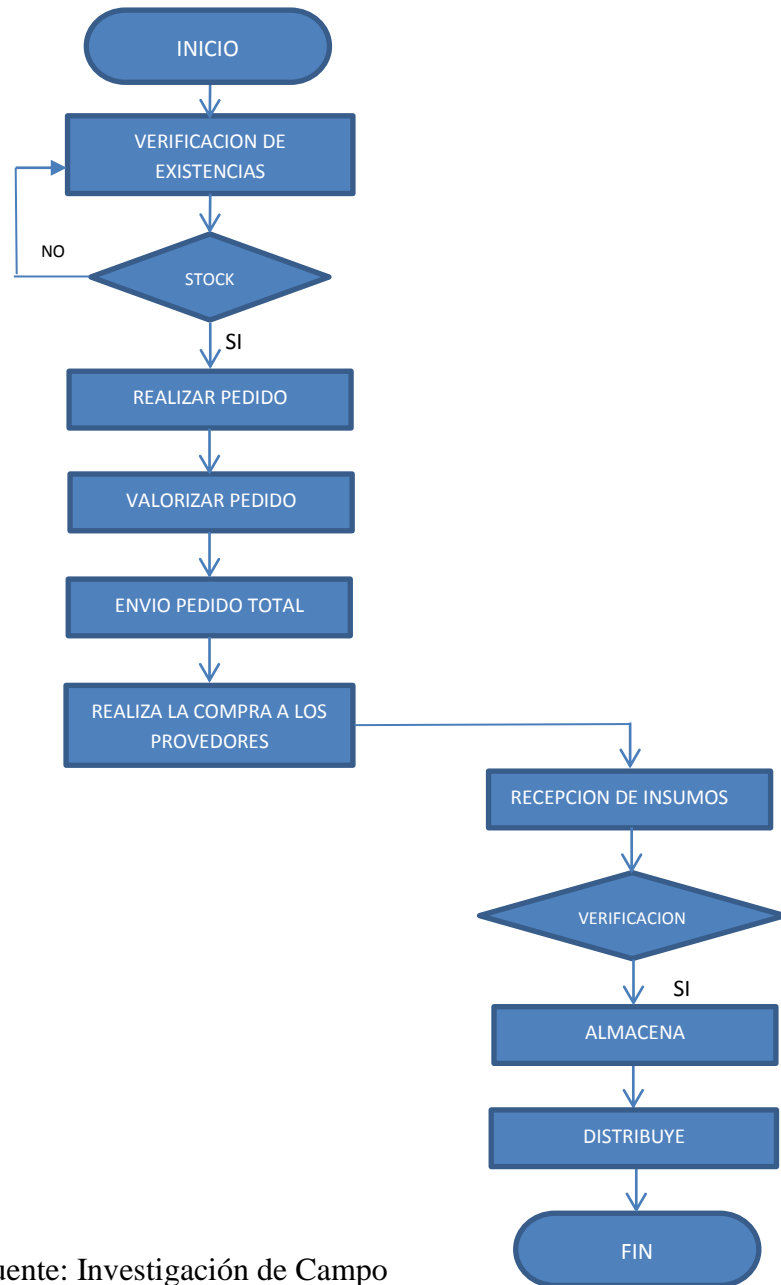 INICIO
VERIFICACION DE
EXISTENCIAS
NO
STOCK
SI
REALIZAR PEDIDO
VALORIZAR PEDIDO
ENVIO PEDIDO TOTAL
REALIZA LA COMPRA A LOS
PROVEDORES
RECEPCION DE INSUMOS
VERIFICACION
SI
ALMACENA
DISTRIBUYE
FIN
uente: Investigación de Campo